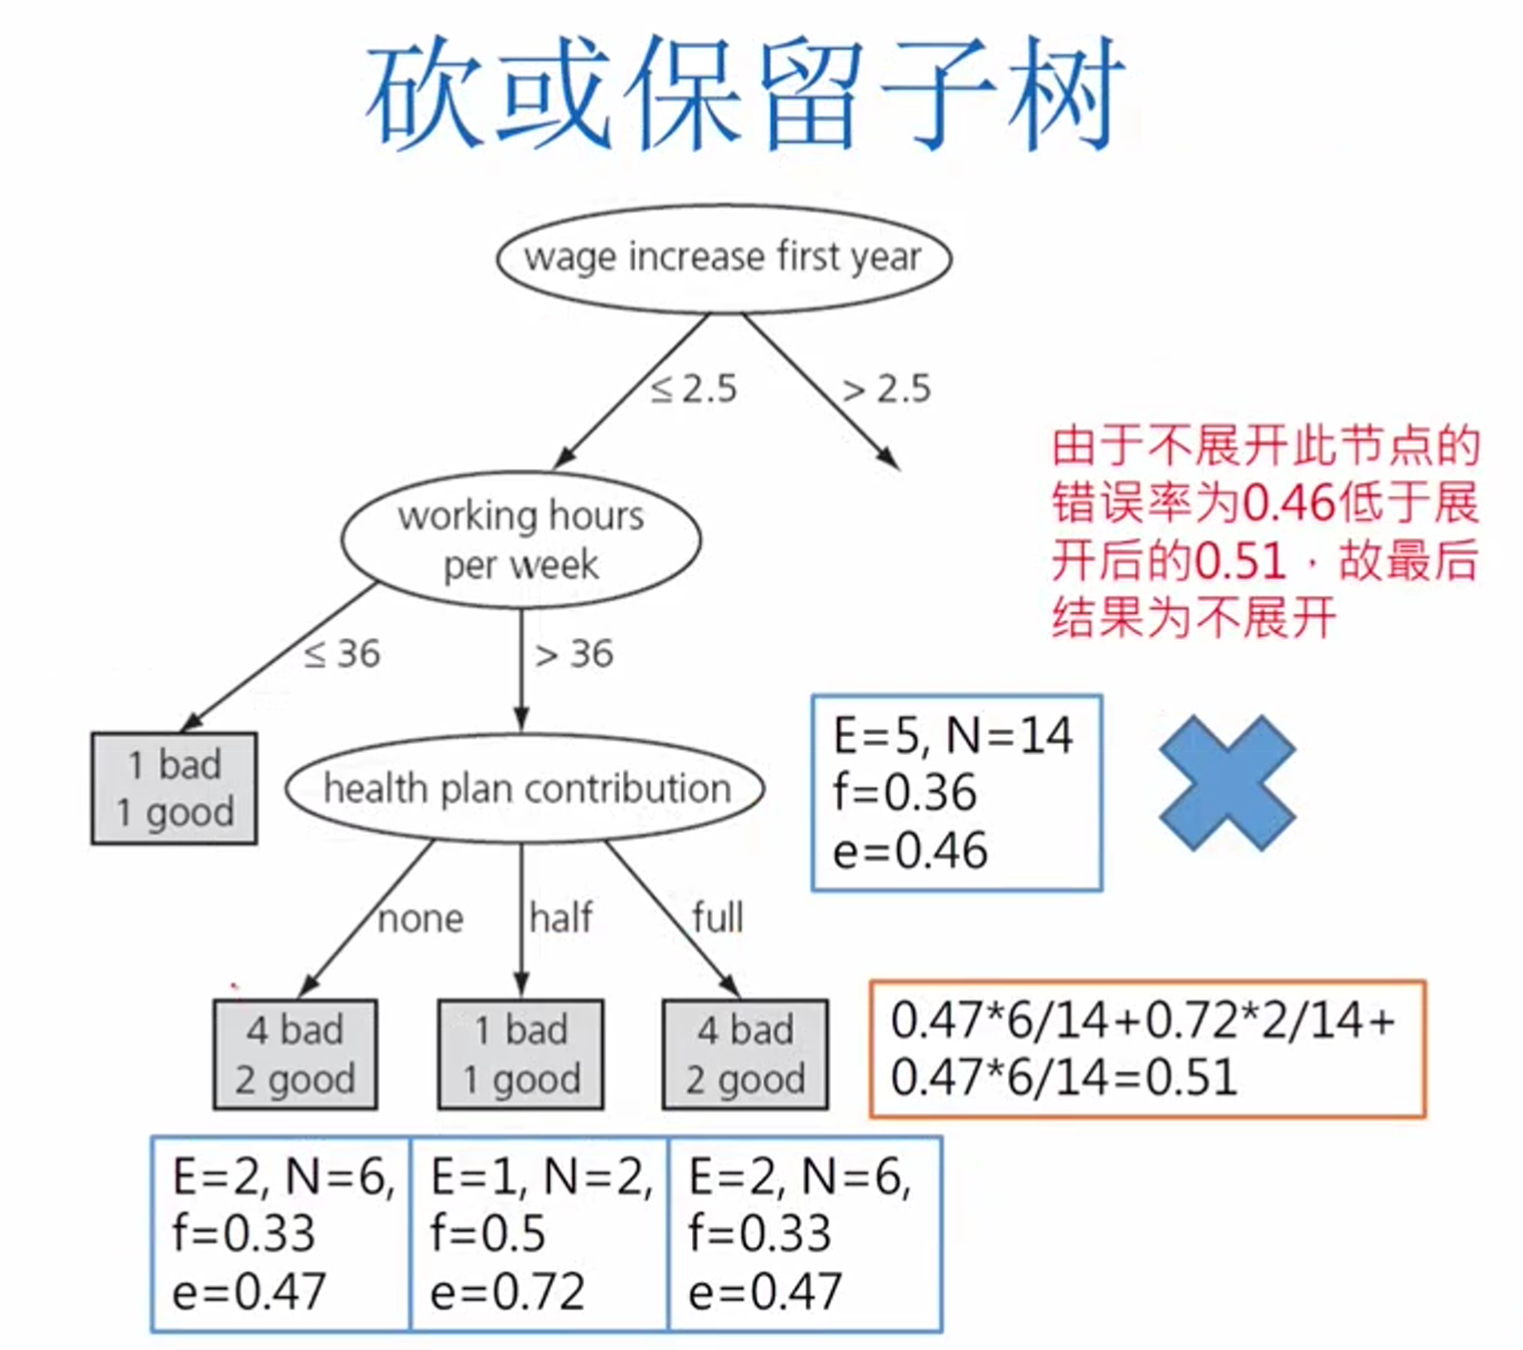 砍或保留子树
wage increase first year
≤ 2.5
> 2.5
由于不展开此节点的
错误率为0.46低于展
开后的0.51，故最后
结果为不展开
working hours
per week
≤ 36
> 36
1 bad
1 good
health plan contribution
E=5, N=14
f=0.36
e=0.46
none
half
full
4 bad
2 good
1 bad
1 good
4 bad
2 good
0.47*6/14+0.72*2/14+
0.47*6/14=0.51
E=2, N=6,
f=0.33
e=0.47
E=1, N=2,
f=0.5
e=0.72
E=2, N=6,
f=0.33
e=0.47